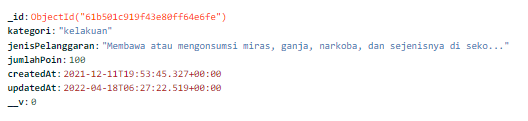 _id: ObjectId("61b501c919f43e80ff64e6fe")
kategori: "kelakuan"
jenisPelanggaran: "Membawa atau mengonsumsi miras, ganja, narkoba, dan sejenisnya di seko..."
jumlahPoin: 100
createdAt: 2021-12-11T19:53:45.327+00:00
updatedAt: 2022-04-18T06:27:22.519+00:00
__v: 0